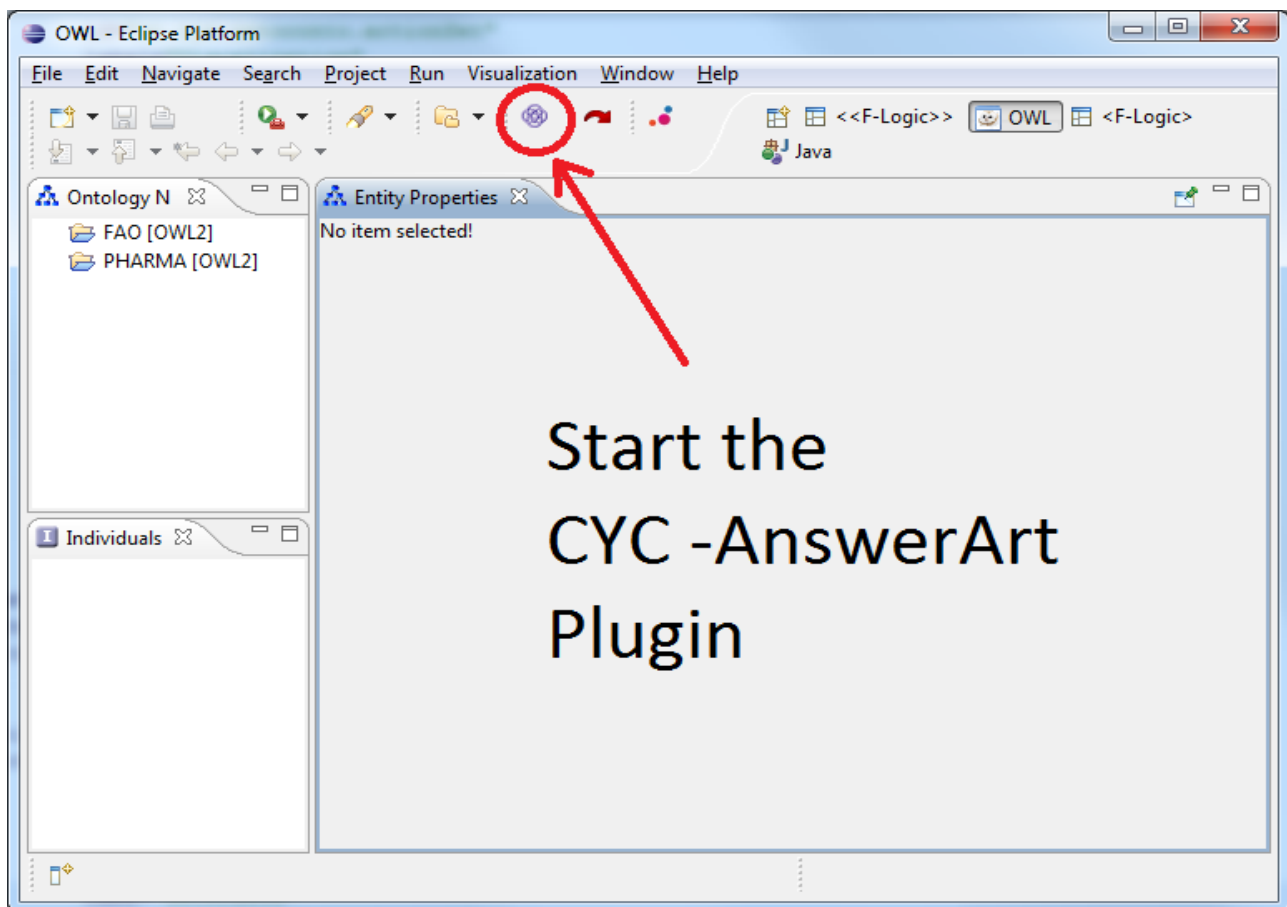 OWL - Eclipse Platform
File Edit Navigate Search Project Run Visualization Window Help
<<F-Logic>> OWL <F-Logic>
Java
Ontology N
Entity Properties
FAO [OWL2]
PHARMA [OWL2]
No item selected!
Individuals
Start the
CYC -AnswerArt
Plugin